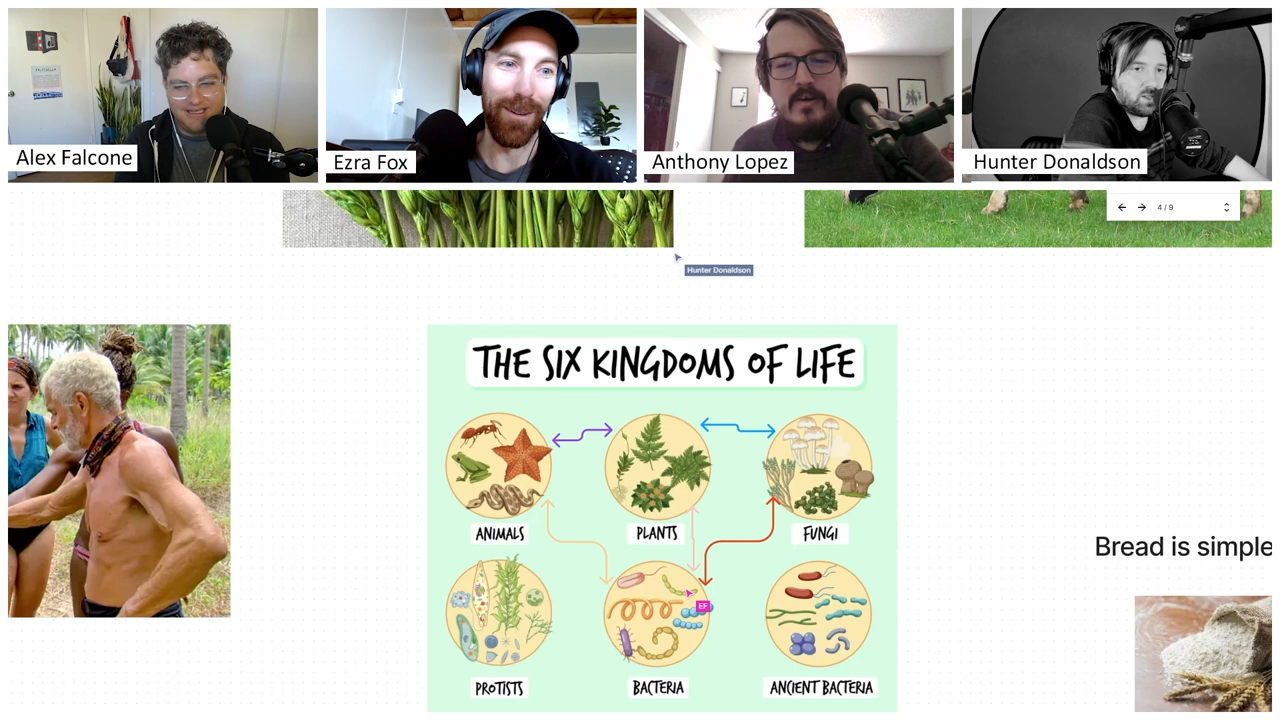 Alex Falcone
Ezra Fox
Anthony Lopez
Hunter Donaldson
4 / 9
Hunter Donaldson
THE SIX KINGDOMS OF LIFE
ANIMALS
PLANTS
FUNGI
Bread is simple
EF
PROTISTS
BACTERIA
ANCIENT BACTERIA